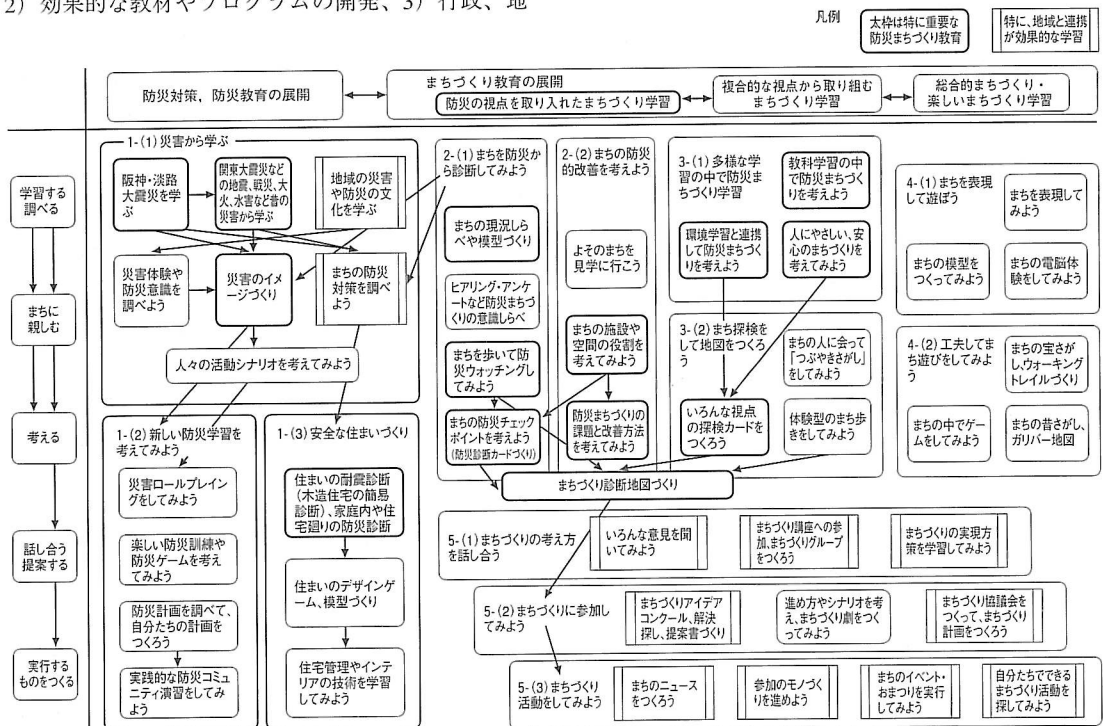 2）効果的な教材やプログラムの開発、3）行政、地
凡例
太枠は特に重要な
防災まちづくり教育
特に、地域と連携
が効果的な学習
防災対策，防災教育の展開
まちづくり教育の展開
防災の視点を取り入れたまちづくり学習
複合的な視点から取り組む
まちづくり学習
総合的まちづくり・
楽しいまちづくり学習
学習する
調べる
まちに
親しむ
考える
話し合う
提案する
実行する
ものをつくる
1-(1)災害から学ぶ
阪神・淡路
大震災を学
ぶ
関東大震災など
の地震、戦災、大
火、水害など昔の
災害から学ぶ
地域の災害
や防災の文
化を学ぶ
災害体験や
防災意識を
調べよう
災害のイメ
ージづくり
まちの防災
対策を調べ
よう
人々の活動シナリオを考えてみよう
1-(2)新しい防災学習を
考えてみよう
災害ロールプレイン
グをしてみよう
楽しい防災訓練や
防災ゲームを考え
てみよう
防災計画を調べて、
自分たちの計画を
つくろう
実践的な防災コミュ
ニティ演習をしてみ
よう
1-(3)安全な住まいづくり
住まいの耐震診断
(木造住宅の簡易
診断)、家庭内や住
宅廻りの防災診断
住まいのデザインゲ
ーム、模型づくり
住宅管理やインテ
リアの技術を学習
してみよう
2-(1)まちを防災か
ら診断してみよう
まちの現況しら
べや模型づくり
ヒアリング・アンケ
ートなど防災まちづ
くりの意識しらべ
まちを歩いて防
災ウォッチングし
てみよう
まちの防災チェック
ポイントを考えよう
(防災診断カードづくり)
2-(2)まちの防災
的改善を考えよう
よそのまちを
見学に行こう
まちの施設や
空間の役割を
考えてみよう
防災まちづくりの
課題と改善方法
を考えてみよう
3-(1)多様な学
習の中で防災ま
ちづくり学習
教科学習の中
で防災まちづく
りを考えよう
環境学習と連携
して防災まちづく
りを考えよう
人にやさしい、安
心のまちづくりを
考えてみよう
3-(2)まち探検を
して地図をつくろ
う
まちの人に会って
「つぶやきさがし」
をしてみよう
いろんな視点
の探検カードを
つくろう
体験型のまち歩
きをしてみよう
4-(1)まちを表現
して遊ぼう
まちを表現して
みよう
まちの模型を
つくってみよう
まちの電脳体
験をしてみよう
4-(2)工夫してま
ち遊びをしてみよ
う
まちの宝さが
し、ウォーキング
トレイルづくり
まちの中でゲー
ムをしてみよう
まちの昔さがし、
ガリバー地図
まちづくり診断地図づくり
5-(1)まちづくりの考え方
を話し合う
いろんな意見を聞
いてみよう
まちづくり講座への参
加、まちづくりグループ
をつくろう
まちづくりの実現方
策を学習してみよう
5-(2)まちづくりに参加し
てみよう
まちづくりアイデア
コンクール、解決
探し、提案書づくり
進め方やシナリオを考
え、まちづくり劇をつく
ってみよう
まちづくり協議会を
つくって、まちづくり
計画をつくろう
5-(3)まちづくり
活動をしてみよう
まちのニュース
をつくろう
参加のモノづく
りを進めよう
まちのイベント・
おまつりを実行
してみよう
自分たちでできる
まちづくり活動を
探してみよう